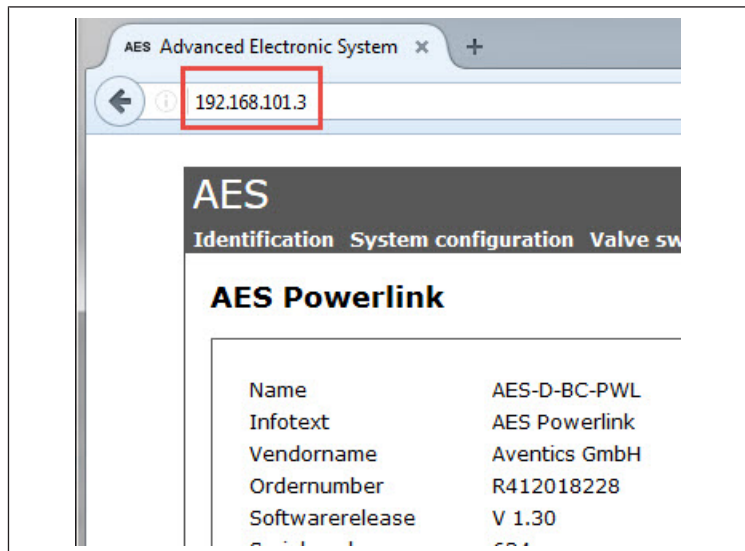 AES Advanced Electronic System × +
192.168.101.3
AES
Identification System configuration Valve sw
AES Powerlink
Name AES-D-BC-PWL
Infotext AES Powerlink
Vendorname Aventics GmbH
Ordernumber R412018228
Softwarerelease V 1.30